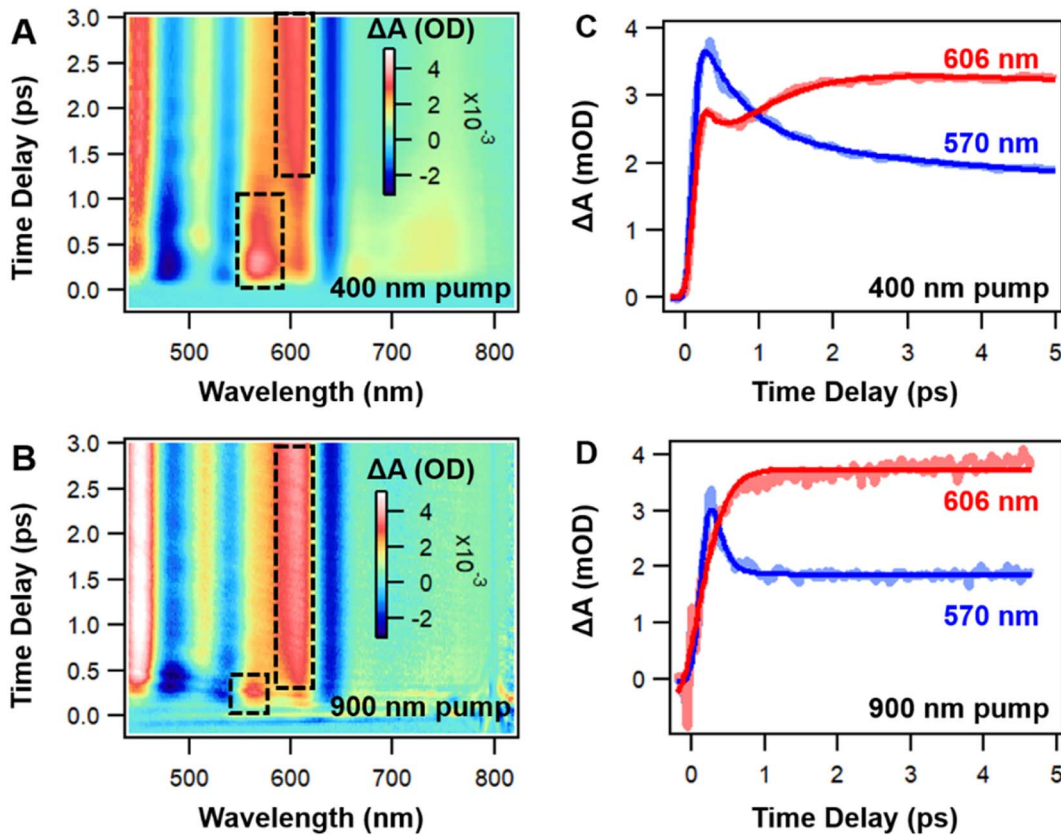 A
Time Delay (ps)
3.0
2.5
2.0
1.5
1.0
0.5
0.0
ΔA (OD)
4
2
0
-2
x10⁻³
400 nm pump
500 600 700 800
Wavelength (nm)
C
ΔA (mOD)
4
3
2
1
0
606 nm
570 nm
400 nm pump
0 1 2 3 4 5
Time Delay (ps)
B
Time Delay (ps)
3.0
2.5
2.0
1.5
1.0
0.5
0.0
ΔA (OD)
4
2
0
-2
x10⁻³
900 nm pump
500 600 700 800
Wavelength (nm)
D
ΔA (mOD)
4
3
2
1
0
606 nm
570 nm
900 nm pump
0 1 2 3 4 5
Time Delay (ps)